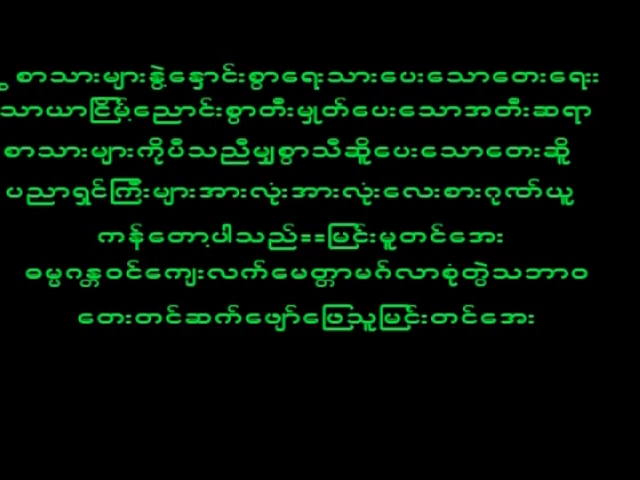 စာသားများနွဲ့နှောင်းစွာရေးသားပေးသောတေးရေး
သာယာငြိမ့်ညောင်းစွာတီးမှုတ်ပေးသောအတီးဆရာ
စာသားများကိုပီသညီမျှစွာသီဆိုပေးသောတေးဆို
ပညာရှင်ကြီးများအားလုံးအားလုံးလေးစားဂုဏ်ယူ
ကန်တော့ပါသည်==မြင်းမူတင်အေး
ဓမ္မဂန္တဝင်ကျေးလက်မေတ္တာမဂ်လာစုံတွဲသဘာဝ
တေးတင်ဆက်ဖျော်ဖြေသူမြင်းတင်အေး